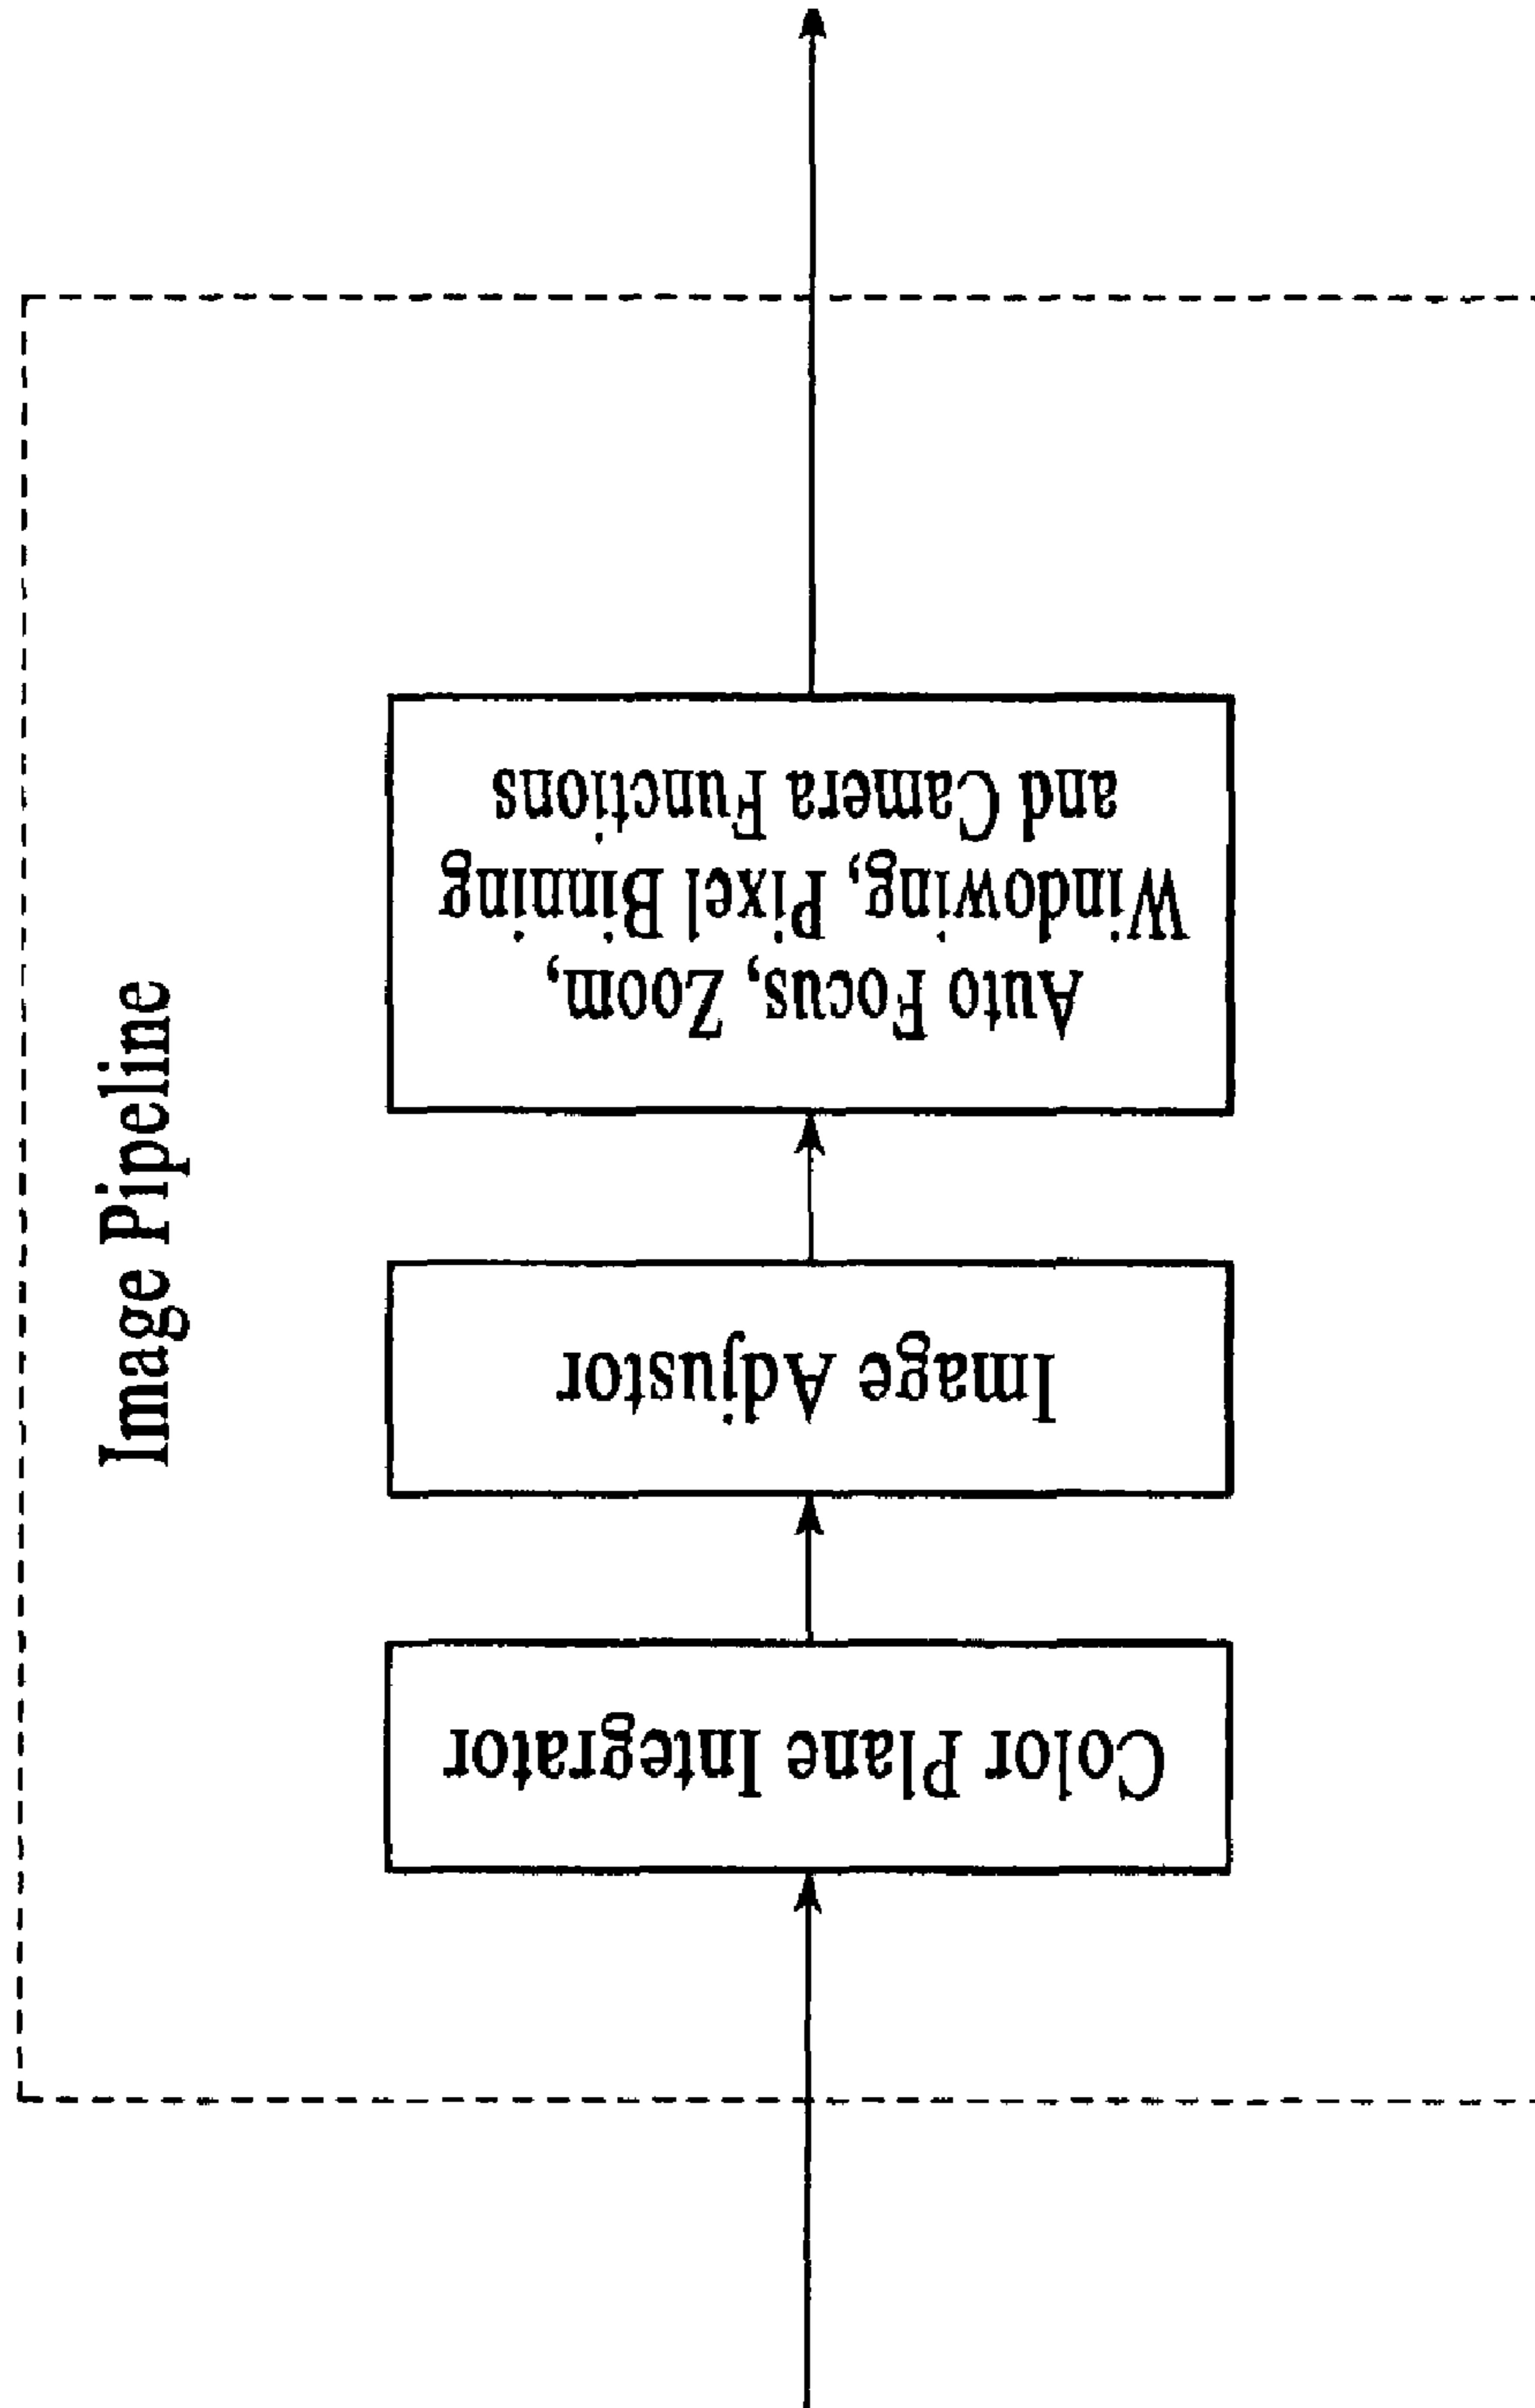 Image Pipeline
Color Plane Integrator
Image Adjustor
Auto Focus, Zoom,
Windowing, Pixel Binning
and Camera Functions